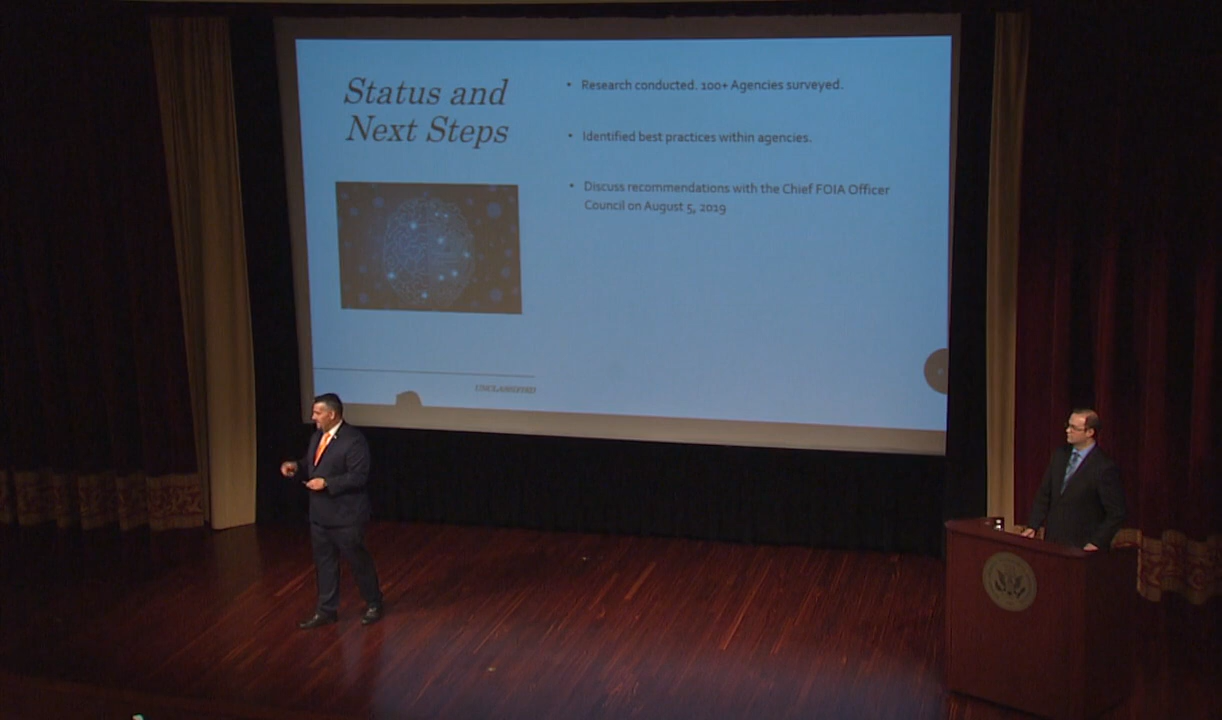 Status and
Next Steps
• Research conducted. 100+ Agencies surveyed.
• Identified best practices within agencies.
• Discuss recommendations with the Chief FOIA Officer
Council on August 5, 2019
UNCLASSIFIED